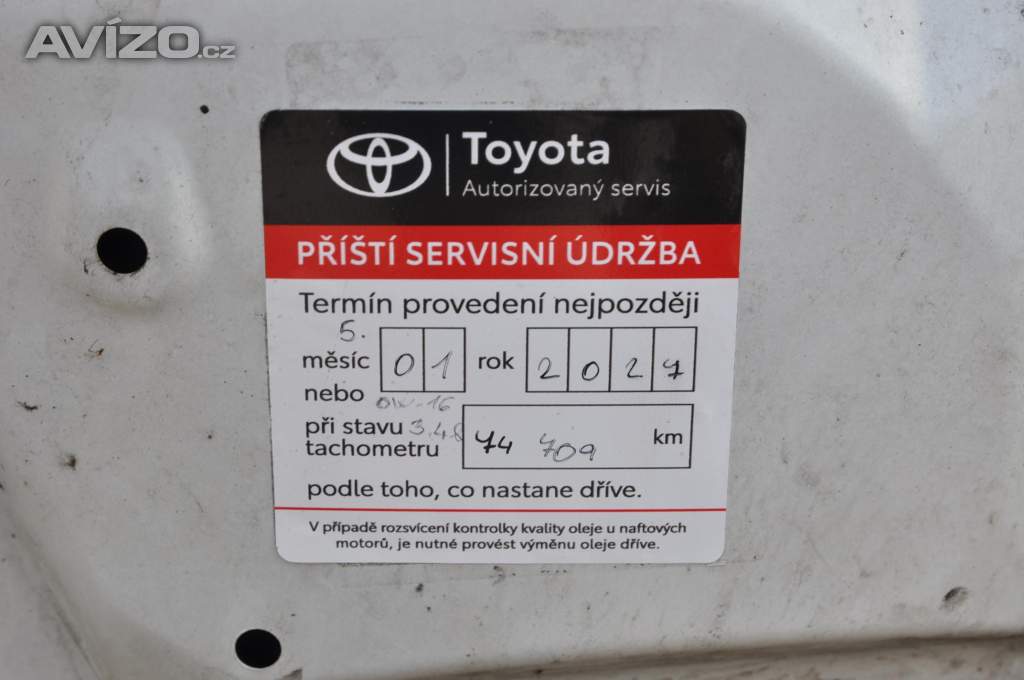 AVÍZO.cz
Toyota
Autorizovaný servis
PŘÍŠTÍ SERVISNÍ ÚDRŽBA
Termín provedení nejpozději
5.
měsíc 01 rok 2027
nebo 0W-16
při stavu 3.4l
tachometru 74 709 km
podle toho, co nastane dříve.
V případě rozsvícení kontrolky kvality oleje u naftových
motorů, je nutné provést výměnu oleje dříve.